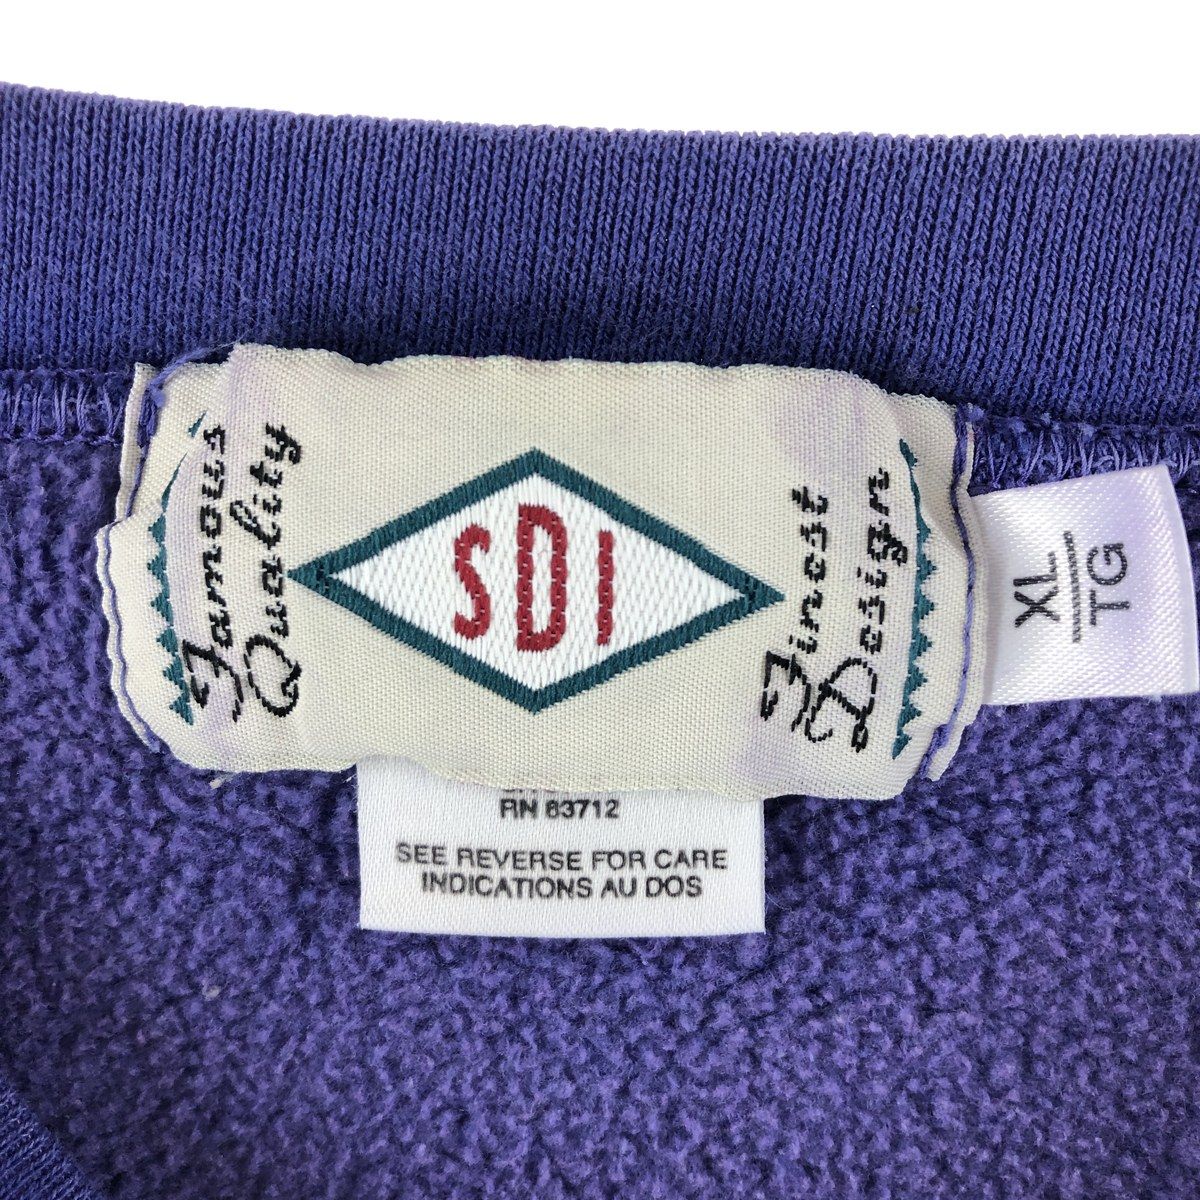 Famous
Quality
SDI
Finest
Design
XL
TG
RN 83712
SEE REVERSE FOR CARE
INDICATIONS AU DOS